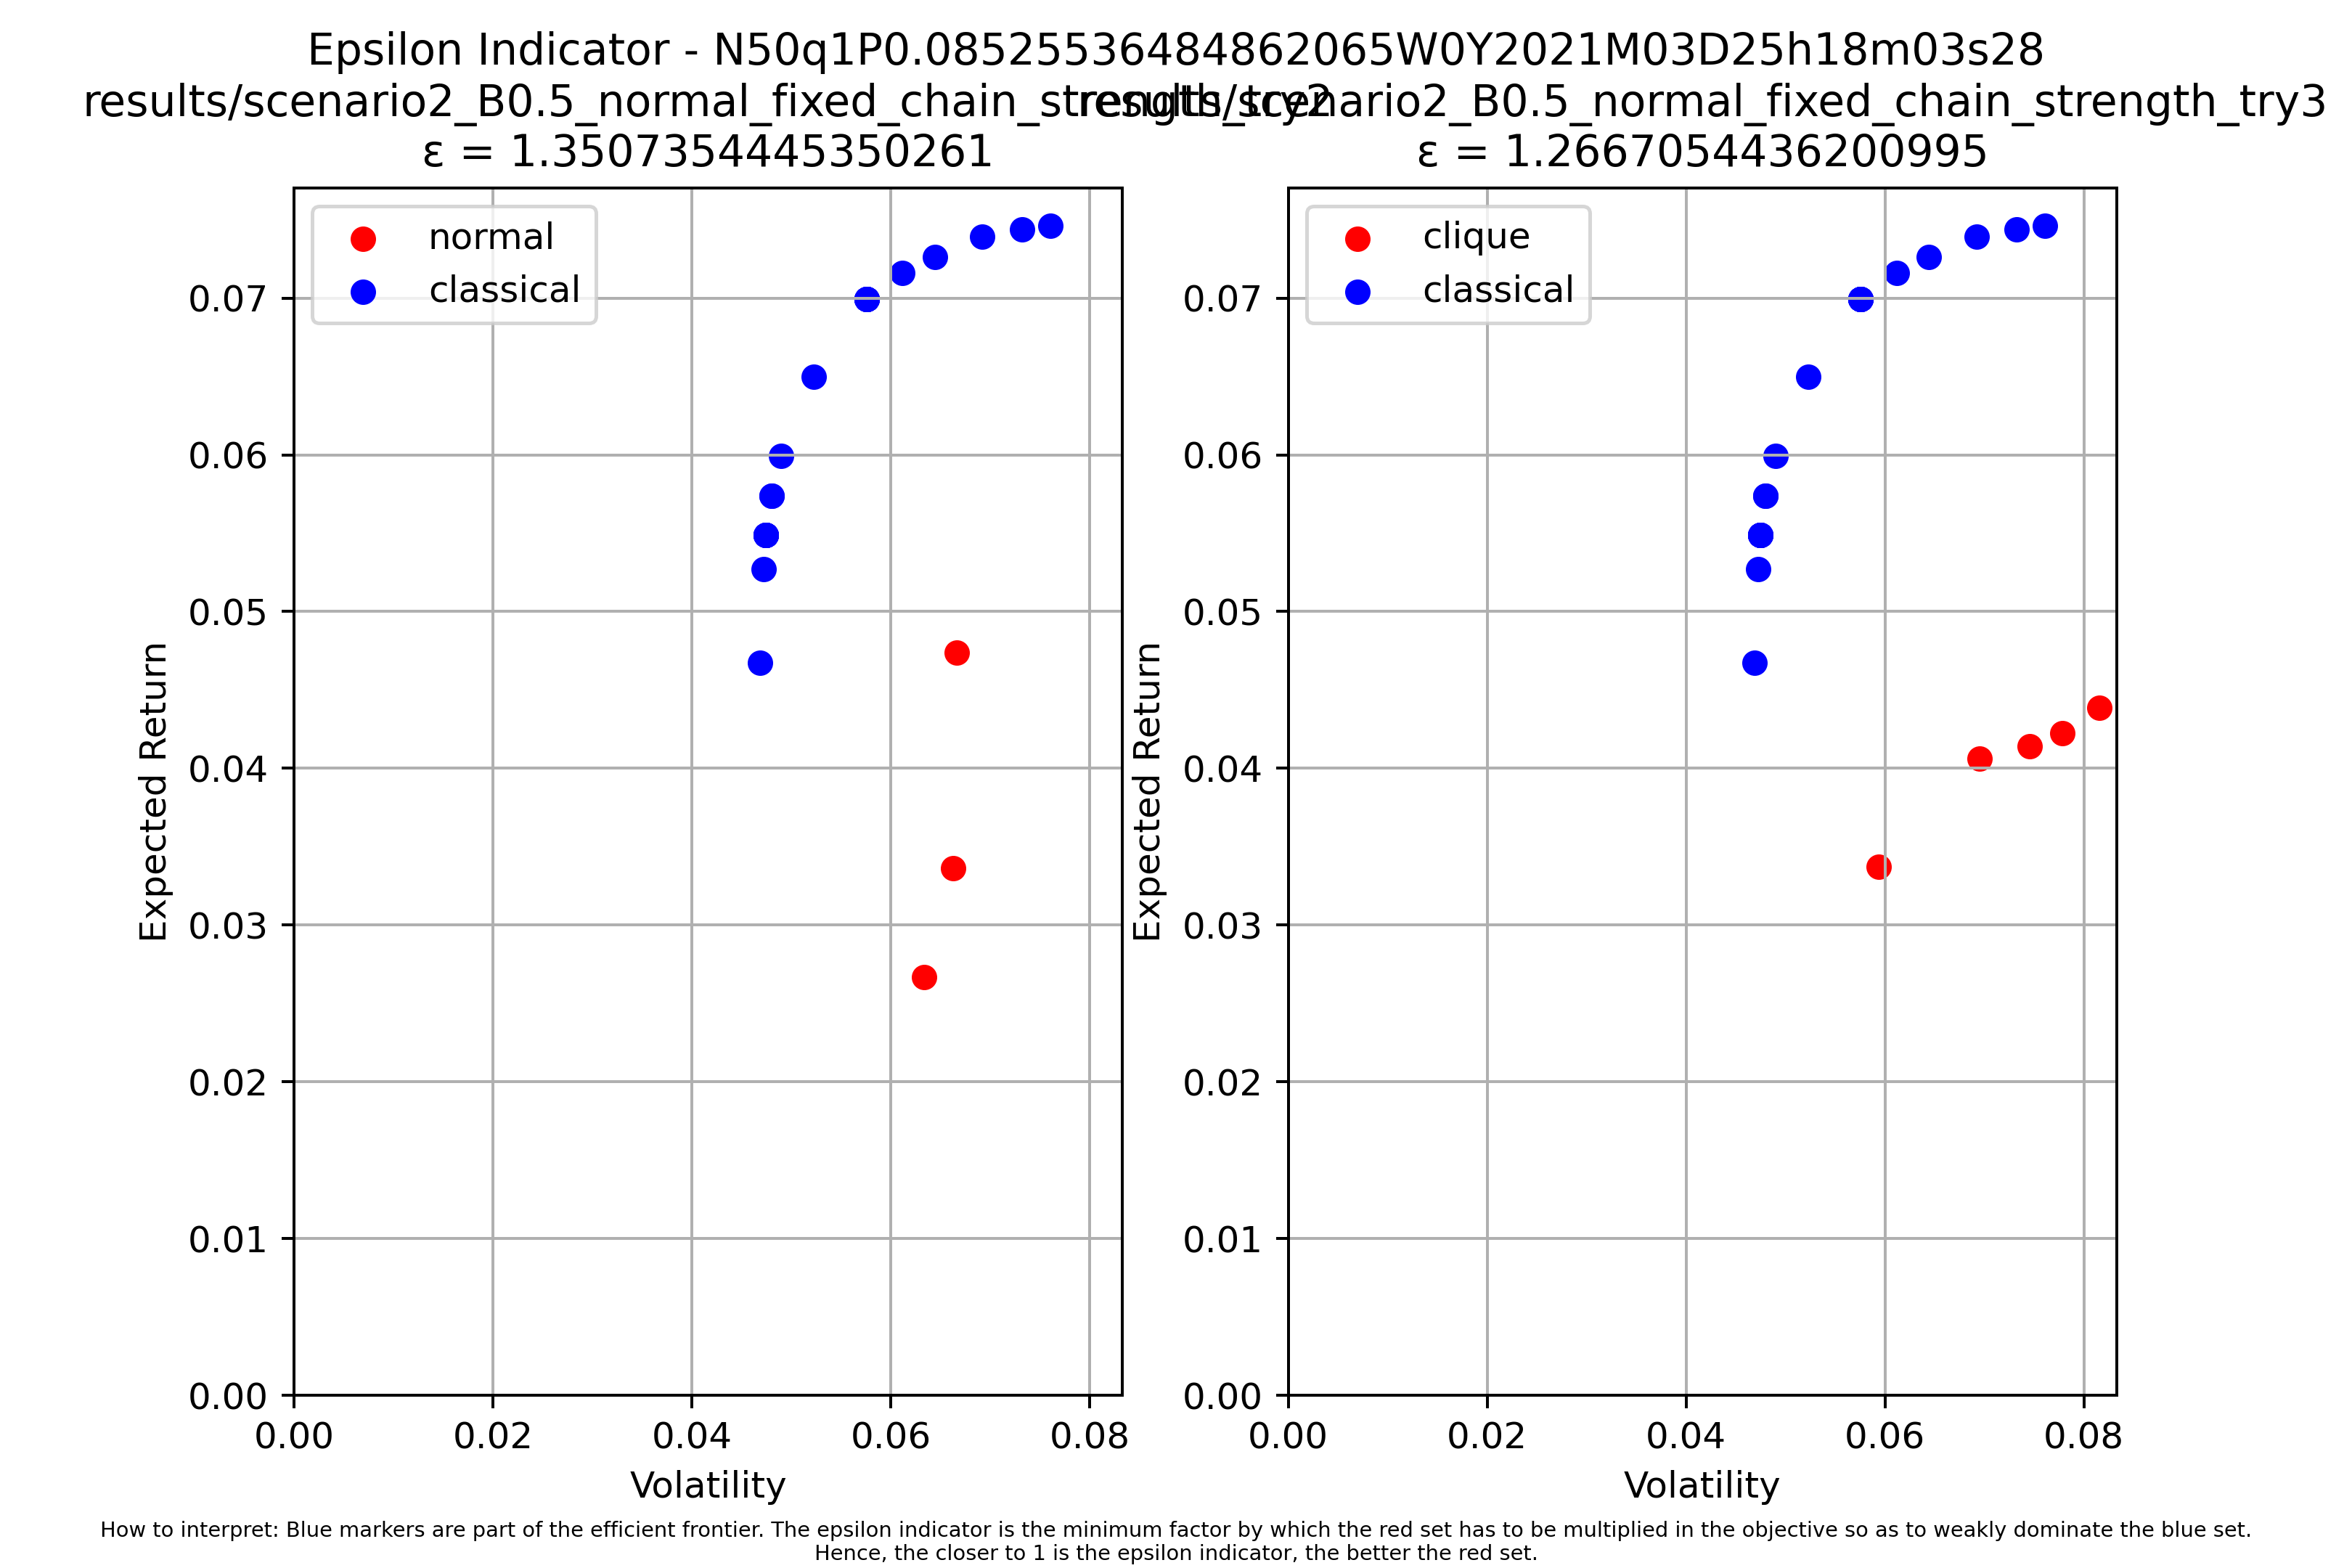 Epsilon Indicator - N50q1P0.08525536484862065W0Y2021M03D25h18m03s28
results/scenario2_B0.5_normal_fixed_chain_strength_try2
ε = 1.3507354445350261
normal
classical
0.07
0.06
0.05
0.04
0.03
0.02
0.01
0.00
Expected Return
0.00 0.02 0.04 0.06 0.08
Volatility
results/scenario2_B0.5_normal_fixed_chain_strength_try3
ε = 1.2667054436200995
clique
classical
0.07
0.06
0.05
0.04
0.03
0.02
0.01
0.00
Expected Return
0.00 0.02 0.04 0.06 0.08
Volatility
How to interpret: Blue markers are part of the efficient frontier. The epsilon indicator is the minimum factor by which the red set has to be multiplied in the objective so as to weakly dominate the blue set.
Hence, the closer to 1 is the epsilon indicator, the better the red set.